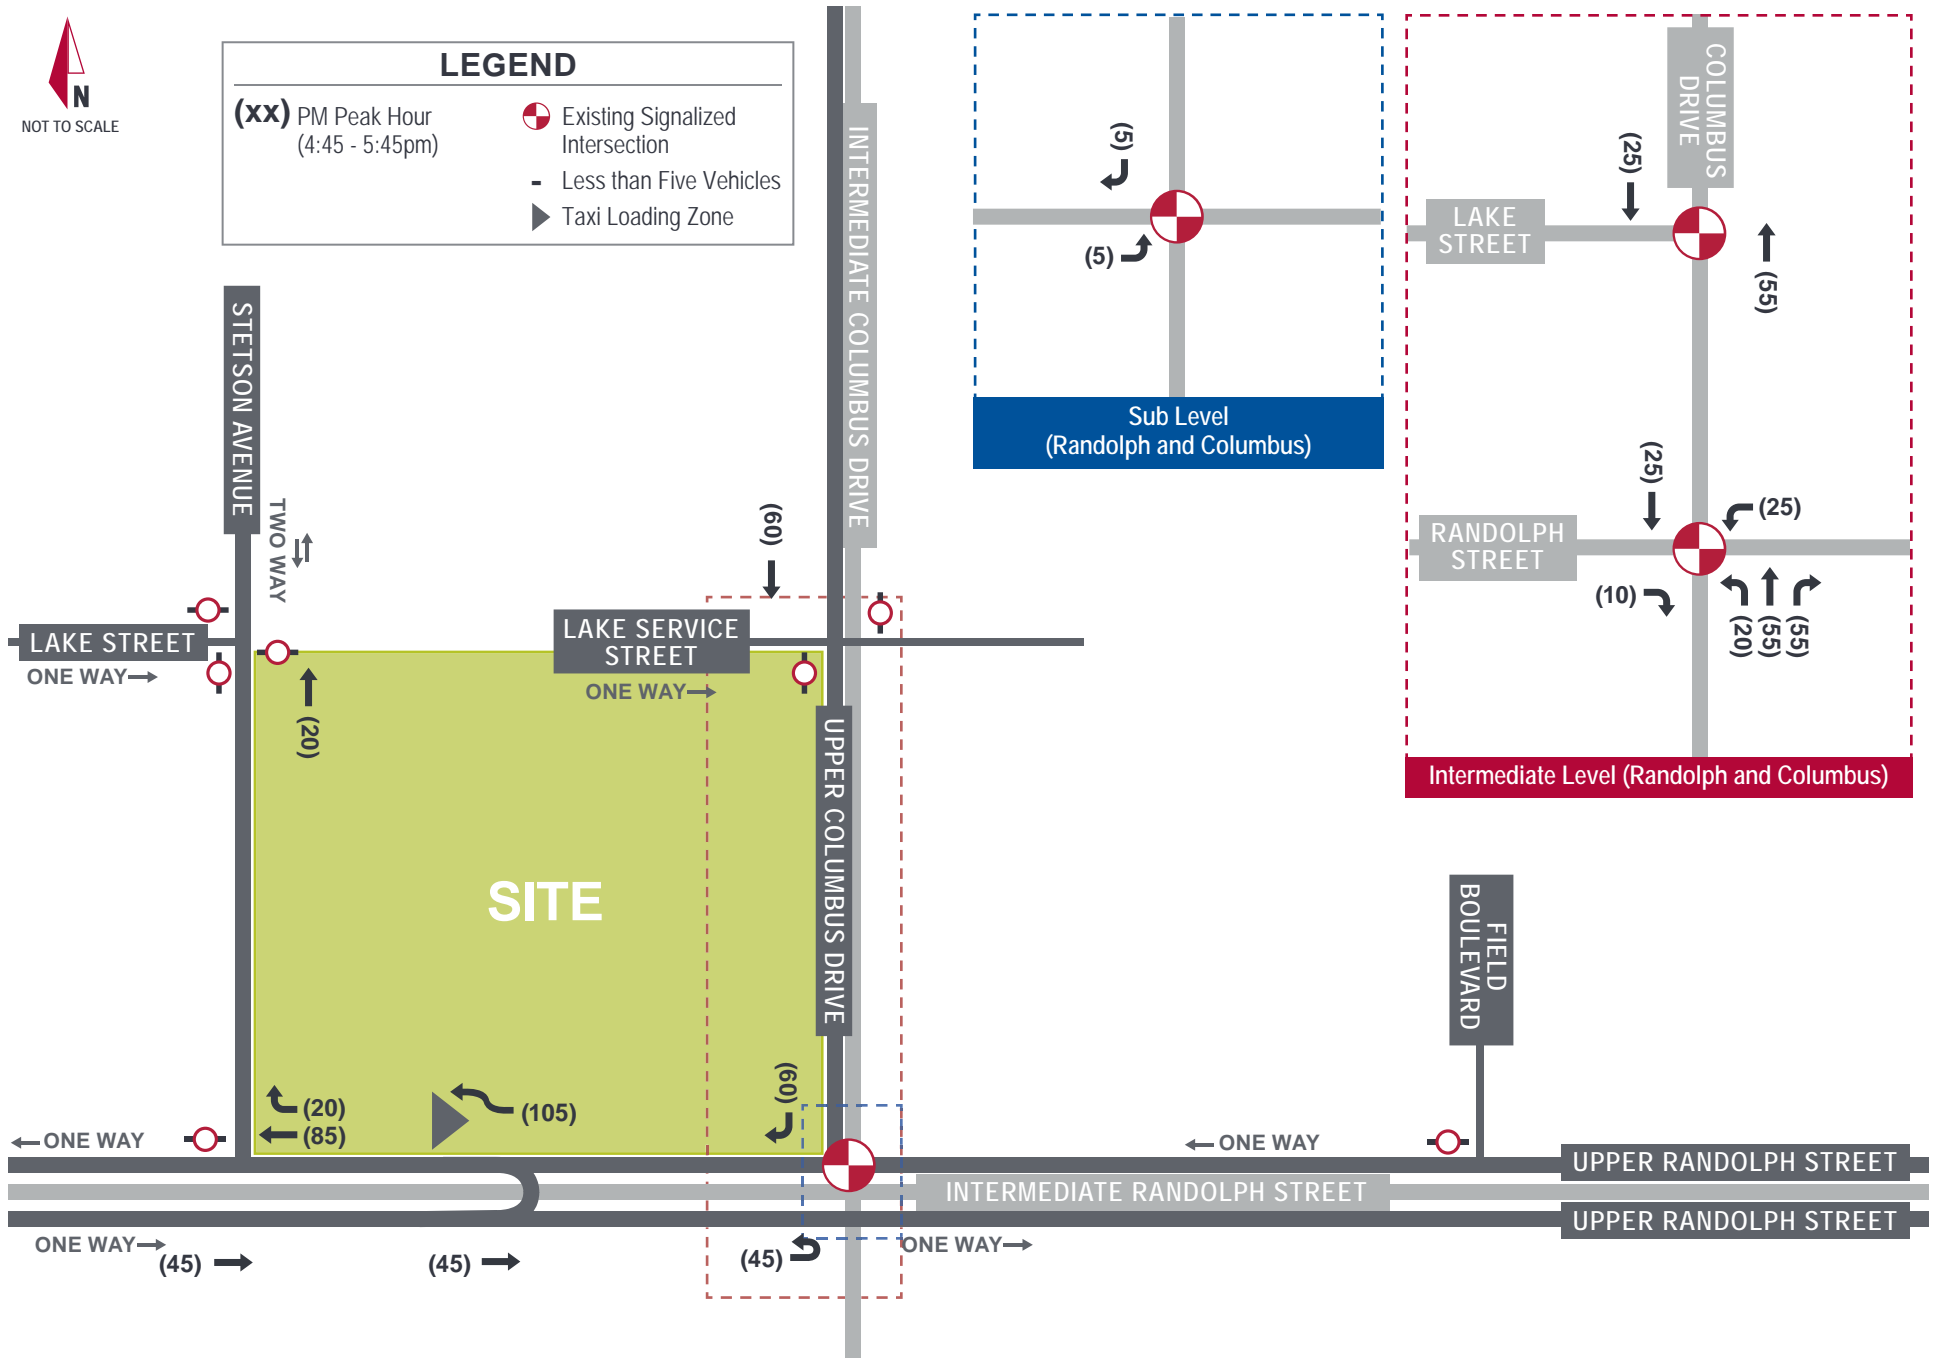 N
NOT TO SCALE
LEGEND
(xx) PM Peak Hour
(4:45 - 5:45pm)
Existing Signalized
Intersection
- Less than Five Vehicles
Taxi Loading Zone
STETSON AVENUE
TWO WAY
INTERMEDIATE COLUMBUS DRIVE
(5)
(5)
Sub Level
(Randolph and Columbus)
COLUMBUS
DRIVE
(25)
LAKE
STREET
(55)
(25)
(25)
RANDOLPH
STREET
(10)
(20)
(55)
(55)
Intermediate Level (Randolph and Columbus)
(60)
LAKE STREET
ONE WAY
LAKE SERVICE
STREET
ONE WAY
(20)
UPPER COLUMBUS DRIVE
SITE
FIELD
BOULEVARD
(60)
(20)
(85)
(105)
ONE WAY
ONE WAY
UPPER RANDOLPH STREET
INTERMEDIATE RANDOLPH STREET
UPPER RANDOLPH STREET
ONE WAY
(45)
(45)
(45)
ONE WAY